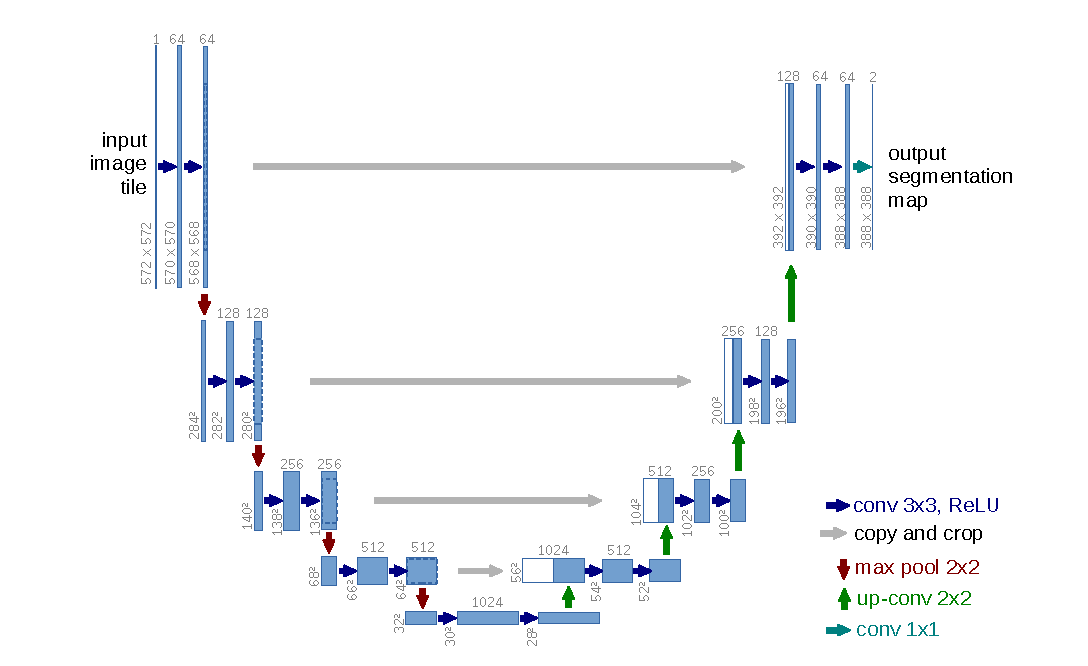 1 64 64
128
64
64
2
input
image
tile
output
segmentation
map
572 x 572
570 x 570
568 x 568
392 x 392
390 x 390
388 x 388
388 x 388
128 128
256 128
284²
282²
280²
200²
198²
196²
256 256
512 256
140²
138²
136²
104²
102²
100²
conv 3x3, ReLU
copy and crop
max pool 2x2
up-conv 2x2
conv 1x1
512 512
1024 512
68²
66²
64²
56²
54²
52²
1024
32²
30²
28²